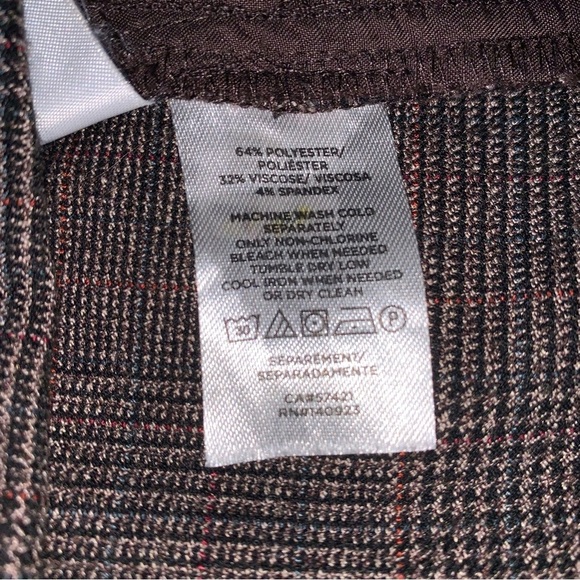 64% POLYESTER/
POLIÉSTER
32% VISCOSE/ VISCOSA
4% SPANDEX
MACHINE WASH COLD
SEPARATELY
ONLY NON-CHLORINE
BLEACH WHEN NEEDED
TUMBLE DRY LOW
COOL IRON WHEN NEEDED
OR DRY CLEAN
30 P
SÉPARÉMENT/
SEPARADAMENTE
CA#57421
RN#140923